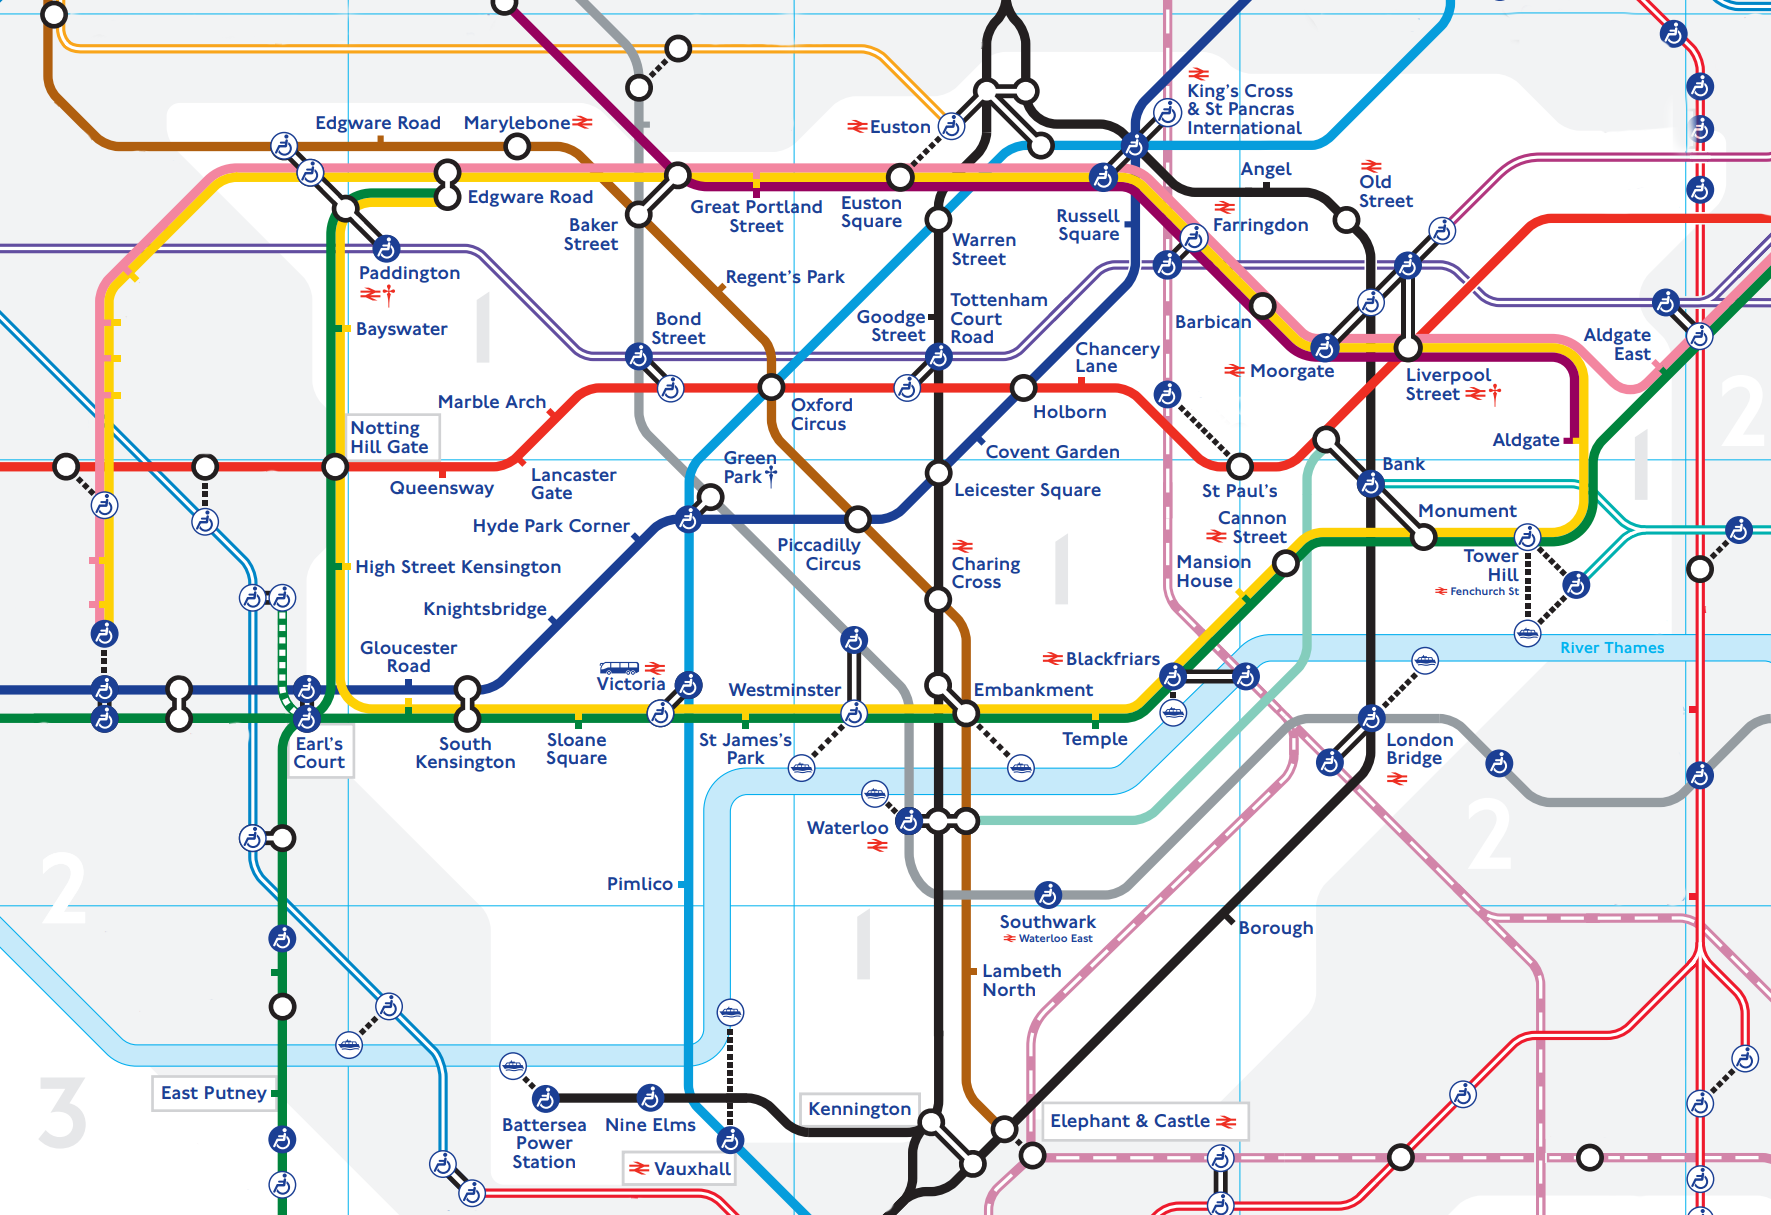 King's Cross
& St Pancras
International
Edgware Road
Marylebone
Euston
Angel
Old
Street
Edgware Road
Great Portland
Street
Euston
Square
Baker
Street
Russell
Square
Farringdon
Warren
Street
Paddington
Regent's Park
Tottenham
Court
Road
Goodge
Street
Bond
Street
Barbican
Bayswater
1
Chancery
Lane
Aldgate
East
Moorgate
Liverpool
Street
2
Marble Arch
Oxford
Circus
Holborn
Notting
Hill Gate
Aldgate
Covent Garden
Green
Park
Bank
1
Queensway
Lancaster
Gate
Leicester Square
St Paul's
Hyde Park Corner
Cannon
Street
Monument
Piccadilly
Circus
Charing
Cross
1
Mansion
House
Tower
Hill
Fenchurch St
High Street Kensington
Knightsbridge
River Thames
Gloucester
Road
Blackfriars
Victoria
Westminster
Embankment
Earl's
Court
South
Kensington
Sloane
Square
St James's
Park
Temple
London
Bridge
Waterloo
2
2
Pimlico
Southwark
Waterloo East
Borough
1
Lambeth
North
East Putney
3
Kennington
Elephant & Castle
Battersea
Power
Station
Nine Elms
Vauxhall